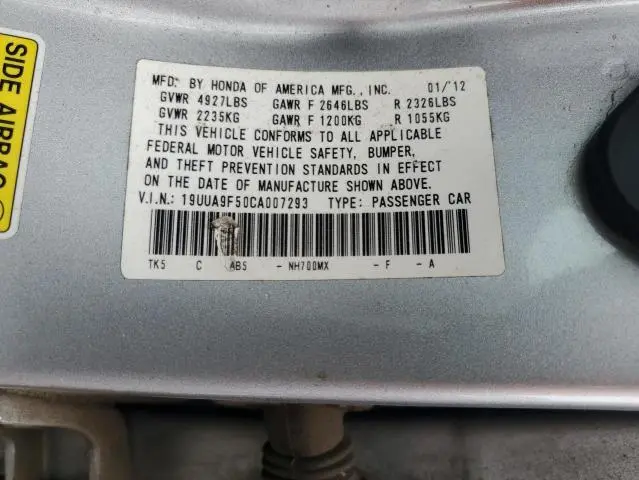 SIDE AIRBAG
MFD. BY HONDA OF AMERICA MFG., INC. 01/'12
GVWR 4927LBS GAWR F 2646LBS R 2326LBS
GVWR 2235KG GAWR F 1200KG R 1055KG
THIS VEHICLE CONFORMS TO ALL APPLICABLE
FEDERAL MOTOR VEHICLE SAFETY, BUMPER,
AND THEFT PREVENTION STANDARDS IN EFFECT
ON THE DATE OF MANUFACTURE SHOWN ABOVE.
V.I.N.: 19UUA9F50CA007293 TYPE: PASSENGER CAR
TK5 C AB5 - NH700MX - F - A